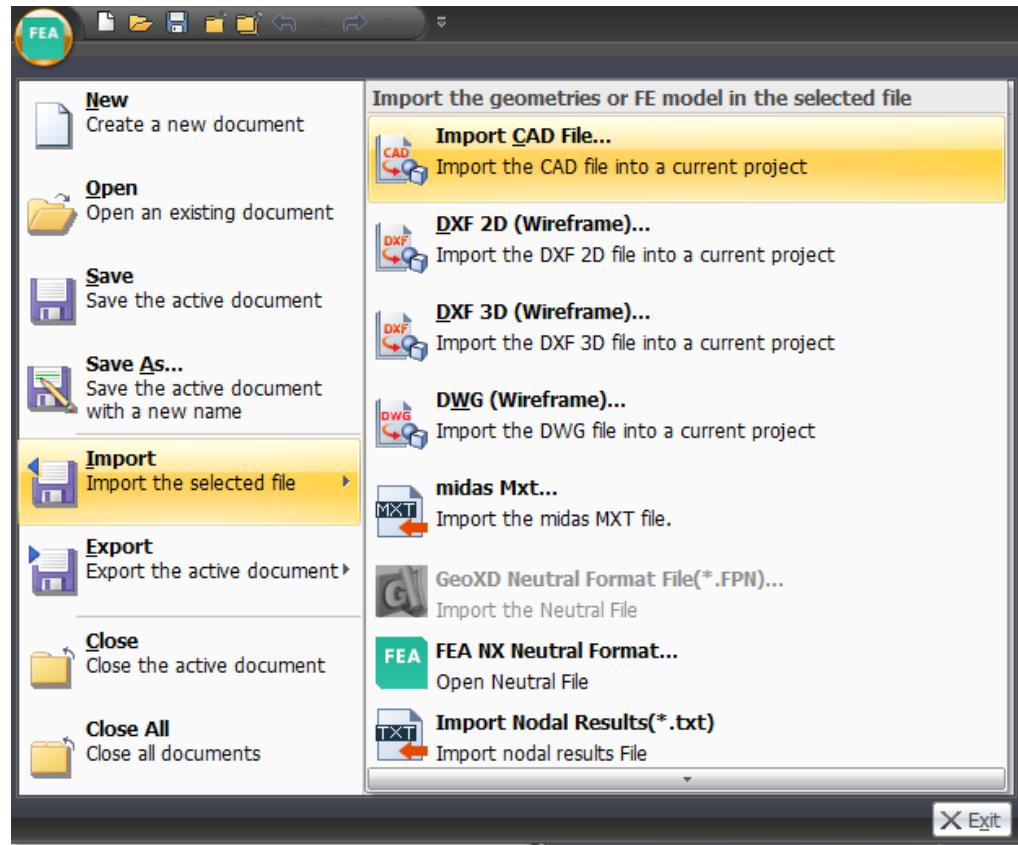 FEA
New
Create a new document
Open
Open an existing document
Save
Save the active document
Save As...
Save the active document
with a new name
Import
Import the selected file
Export
Export the active document
Close
Close the active document
Close All
Close all documents
Import the geometries or FE model in the selected file
CAD
Import CAD File...
Import the CAD file into a current project
DXF
DXF 2D (Wireframe)...
Import the DXF 2D file into a current project
DXF
DXF 3D (Wireframe)...
Import the DXF 3D file into a current project
DWG
DWG (Wireframe)...
Import the DWG file into a current project
MXT
midas Mxt...
Import the midas MXT file.
GeoXD Neutral Format File(*.FPN)...
Import the Neutral File
FEA
FEA NX Neutral Format...
Open Neutral File
TXT
Import Nodal Results(*.txt)
Import nodal results File
Exit